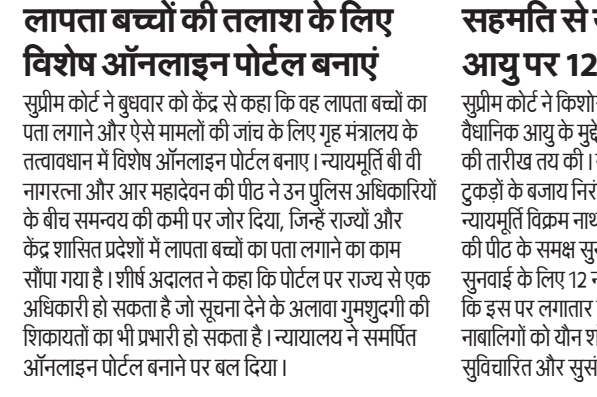 लापता बच्चों की तलाश के लिए
विशेष ऑनलाइन पोर्टल बनाएं
सुप्रीम कोर्ट ने बुधवार को केंद्र से कहा कि वह लापता बच्चों का
पता लगाने और ऐसे मामलों की जांच के लिए गृह मंत्रालय के
तत्वावधान में विशेष ऑनलाइन पोर्टल बनाए। न्यायमूर्ति बी वी
नागरत्ना और आर महादेवन की पीठ ने उन पुलिस अधिकारियों
के बीच समन्वय की कमी पर जोर दिया, जिन्हें राज्यों और
केंद्र शासित प्रदेशों में लापता बच्चों का पता लगाने का काम
सौंपा गया है। शीर्ष अदालत ने कहा कि पोर्टल पर राज्य से एक
अधिकारी हो सकता है जो सूचना देने के अलावा गुमशुदगी की
शिकायतों का भी प्रभारी हो सकता है। न्यायालय ने समर्पित
ऑनलाइन पोर्टल बनाने पर बल दिया।
सहमति से
आयु पर 12
सुप्रीम कोर्ट ने
वैधानिक आयु के
की तारीख तय की।
टुकड़ों के बजाय
न्यायमूर्ति विक्रम
की पीठ के समक्ष
सुनवाई के लिए 12
कि इस पर लगातार
नाबालिगों को यौन
सुविचारित और